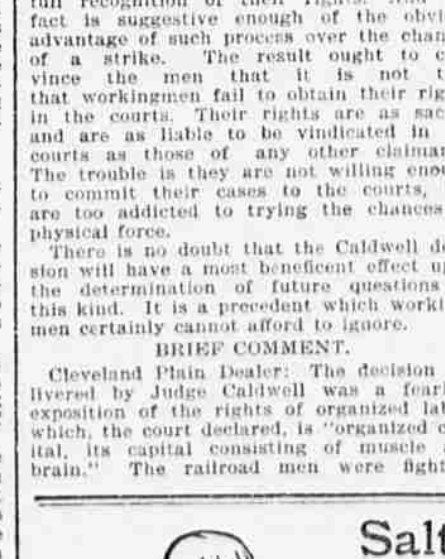 full recognition of their rights. And
fact is suggestive enough of the obvi
advantage of such process over the chan
of a strike. The result ought to c
vince the men that it is not t
that workingmen fail to obtain their rig
in the courts. Their rights are as sac
and are as liable to be vindicated in
courts as those of any other claiman
The trouble is they are not willing enou
to commit their cases to the courts,
are too addicted to trying the chances
physical force.
There is no doubt that the Caldwell de
sion will have a most beneficent effect up
the determination of future questions
this kind. It is a precedent which worki
men certainly cannot afford to ignore.
BRIEF COMMENT.
Cleveland Plain Dealer: The decision
livered by Judge Caldwell was a fearl
exposition of the rights of organized lab
which, the court declared, is "organized c
ital, its capital consisting of muscle a
brain." The railroad men were fight
Salt